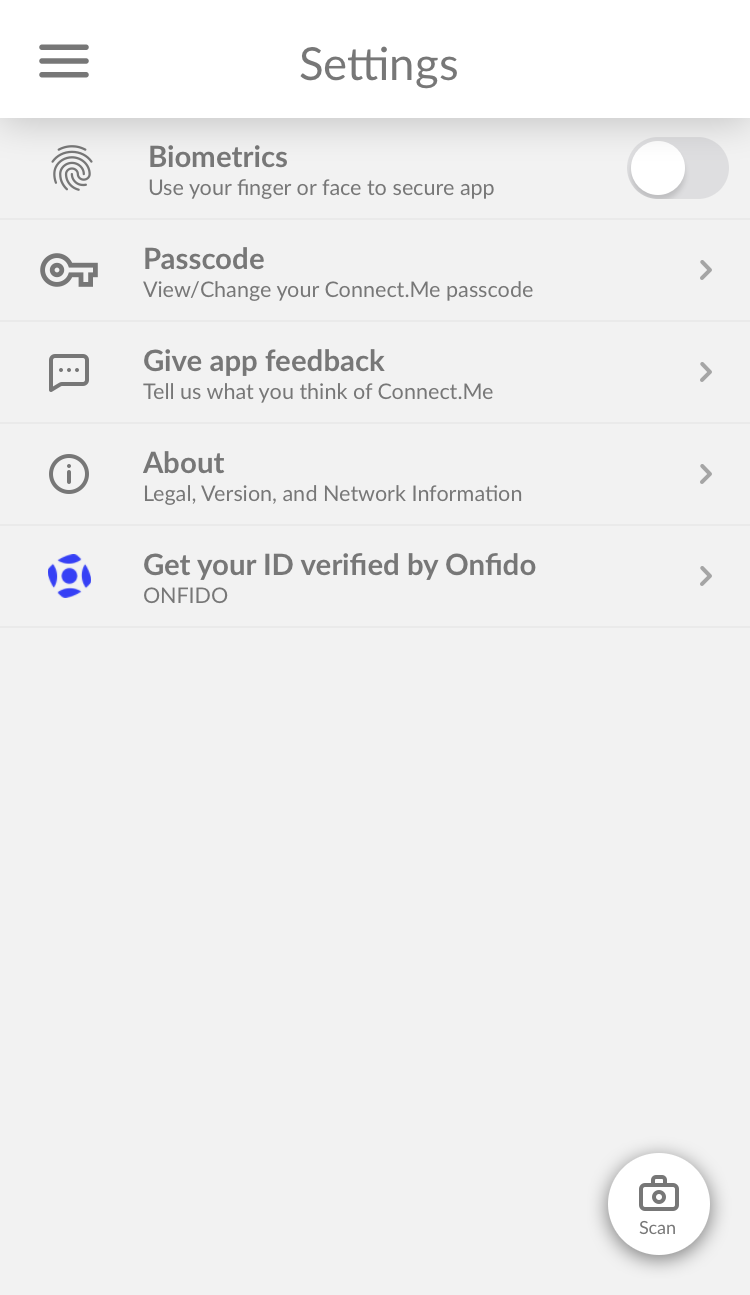 Settings
Biometrics
Use your finger or face to secure app
Passcode
View/Change your Connect.Me passcode
Give app feedback
Tell us what you think of Connect.Me
About
Legal, Version, and Network Information
Get your ID verified by Onfido
ONFIDO
Scan